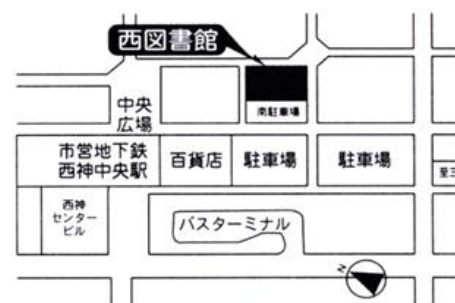 西図書館
中央
広場
南駐車場
市営地下鉄
西神中央駅
百貨店
駐車場
駐車場
至三
西神
センター
ビル
バスターミナル
N